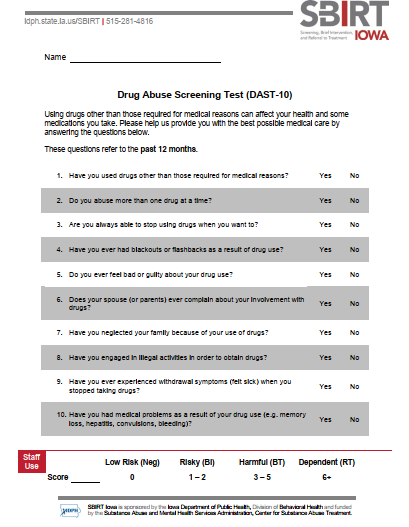 idph.state.ia.us/SBIRT | 515-281-4816
SBIRT
Screening, Brief Intervention
and Referral to Treatment
IOWA
Name
Drug Abuse Screening Test (DAST-10)
Using drugs other than those required for medical reasons can affect your health and some
medications you take. Please help us provide you with the best possible medical care by
answering the questions below.
These questions refer to the past 12 months.
1. Have you used drugs other than those required for medical reasons? Yes No
2. Do you abuse more than one drug at a time? Yes No
3. Are you always able to stop using drugs when you want to? Yes No
4. Have you ever had blackouts or flashbacks as a result of drug use? Yes No
5. Do you ever feel bad or guilty about your drug use? Yes No
6. Does your spouse (or parents) ever complain about your involvement with
drugs? Yes No
7. Have you neglected your family because of your use of drugs? Yes No
8. Have you engaged in illegal activities in order to obtain drugs? Yes No
9. Have you ever experienced withdrawal symptoms (felt sick) when you
stopped taking drugs? Yes No
10. Have you had medical problems as a result of your drug use (e.g. memory
loss, hepatitis, convulsions, bleeding)? Yes No
Staff
Use
Low Risk (Neg) Risky (BI) Harmful (BT) Dependent (RT)
Score 0 1 – 2 3 – 5 6+
IDPH
SBIRT Iowa is sponsored by the Iowa Department of Public Health, Division of Behavioral Health and funded
by the Substance Abuse and Mental Health Services Administration, Center for Substance Abuse Treatment.